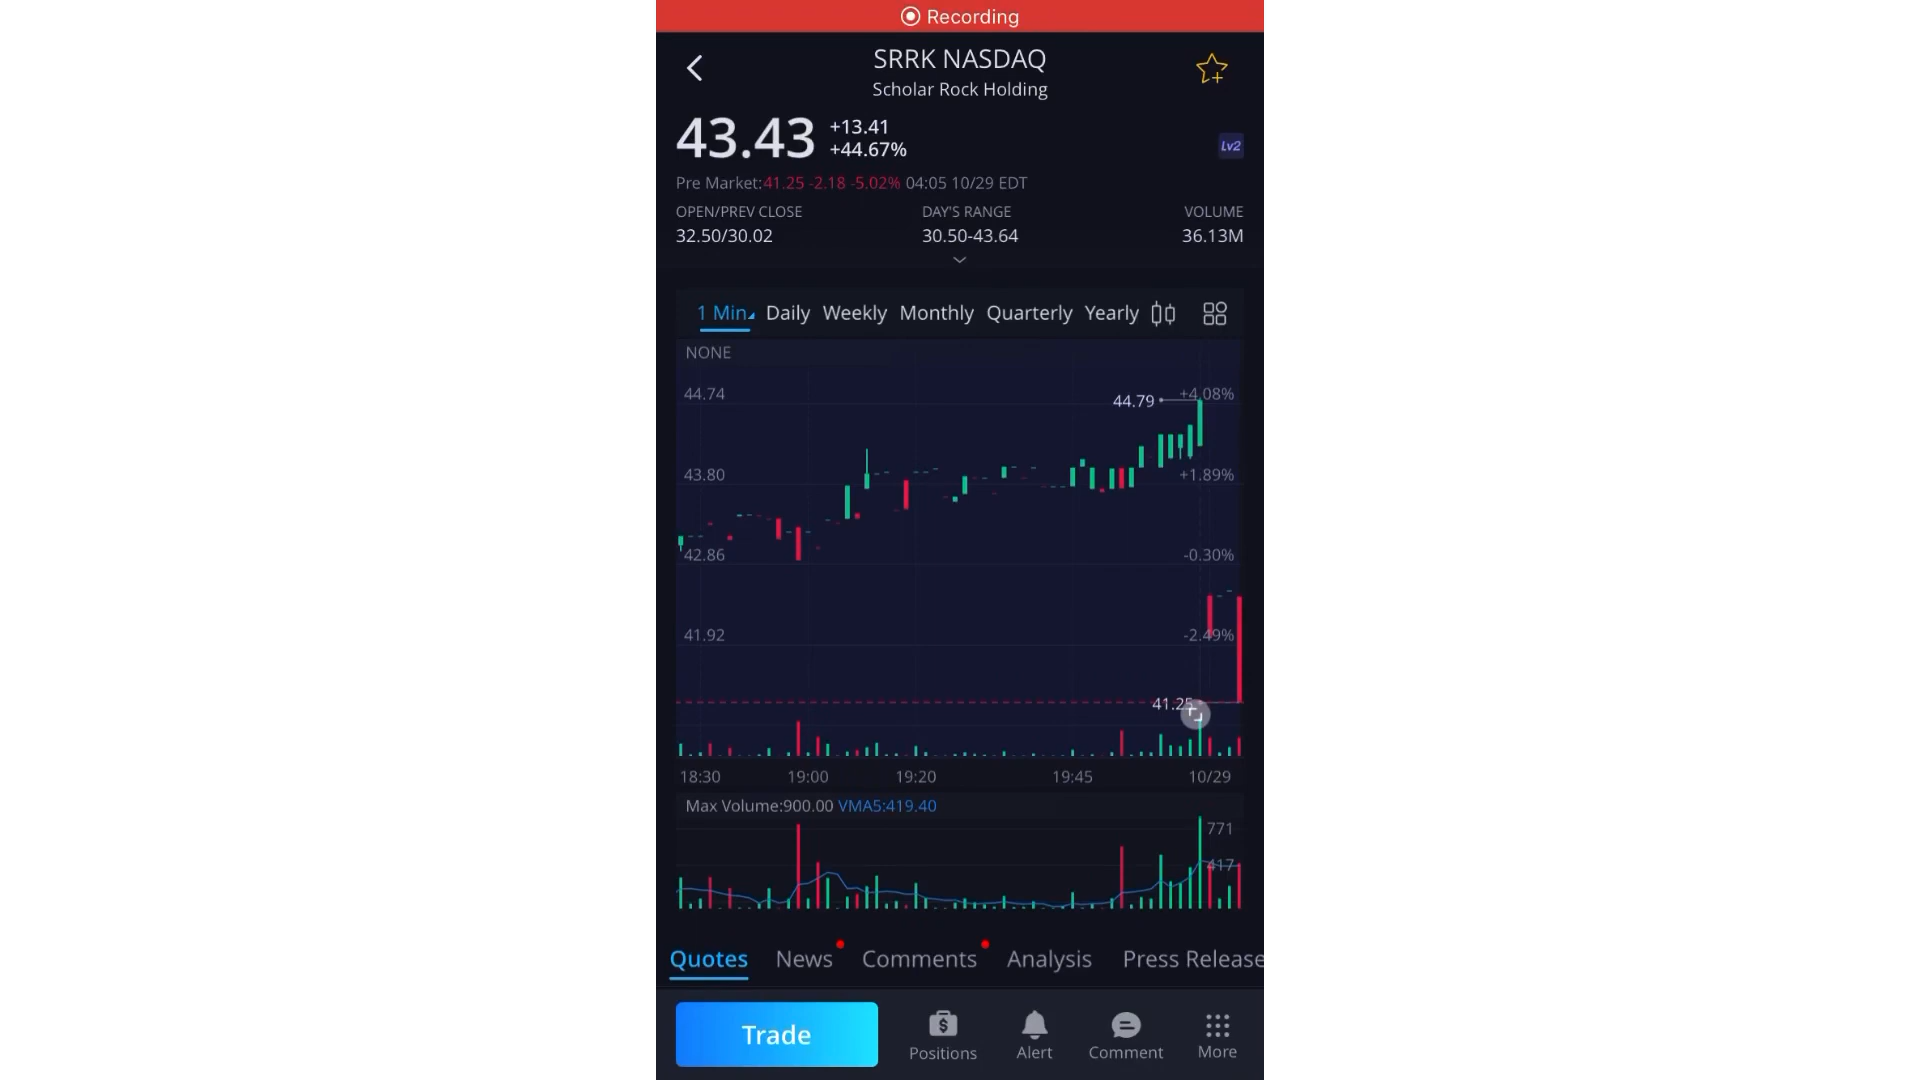 Recording
SRRK NASDAQ
Scholar Rock Holding
43.43
+13.41
+44.67%
Lv2
Pre Market:41.25 -2.18 -5.02% 04:05 10/29 EDT
OPEN/PREV CLOSE DAY'S RANGE VOLUME
32.50/30.02 30.50-43.64 36.13M
1 Min Daily Weekly Monthly Quarterly Yearly
NONE
44.74 44.79 +4.08%
43.80 +1.89%
42.86 -0.30%
41.92 -2.49%
41.25
18:30 19:00 19:20 19:45 10/29
Max Volume:900.00 VMA5:419.40
771
417
Quotes News Comments Analysis Press Release
Trade Positions Alert Comment More